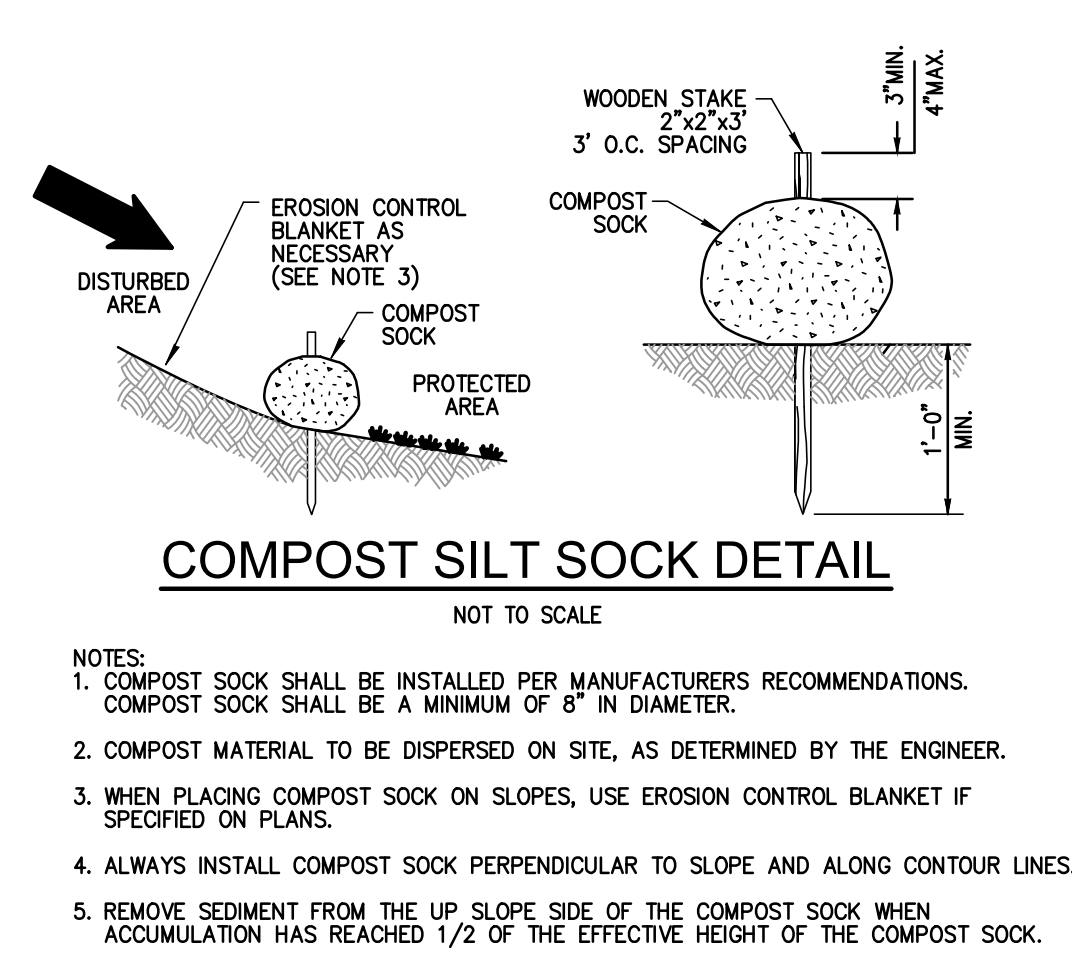 WOODEN STAKE
2"x2"x3'
3' O.C. SPACING
3"MIN.
4"MAX.
COMPOST
SOCK
EROSION CONTROL
BLANKET AS
NECESSARY
(SEE NOTE 3)
DISTURBED
AREA
COMPOST
SOCK
PROTECTED
AREA
1'-0"
MIN.
COMPOST SILT SOCK DETAIL
NOT TO SCALE
NOTES:
1. COMPOST SOCK SHALL BE INSTALLED PER MANUFACTURERS RECOMMENDATIONS.
COMPOST SOCK SHALL BE A MINIMUM OF 8" IN DIAMETER.
2. COMPOST MATERIAL TO BE DISPERSED ON SITE, AS DETERMINED BY THE ENGINEER.
3. WHEN PLACING COMPOST SOCK ON SLOPES, USE EROSION CONTROL BLANKET IF
SPECIFIED ON PLANS.
4. ALWAYS INSTALL COMPOST SOCK PERPENDICULAR TO SLOPE AND ALONG CONTOUR LINES.
5. REMOVE SEDIMENT FROM THE UP SLOPE SIDE OF THE COMPOST SOCK WHEN
ACCUMULATION HAS REACHED 1/2 OF THE EFFECTIVE HEIGHT OF THE COMPOST SOCK.